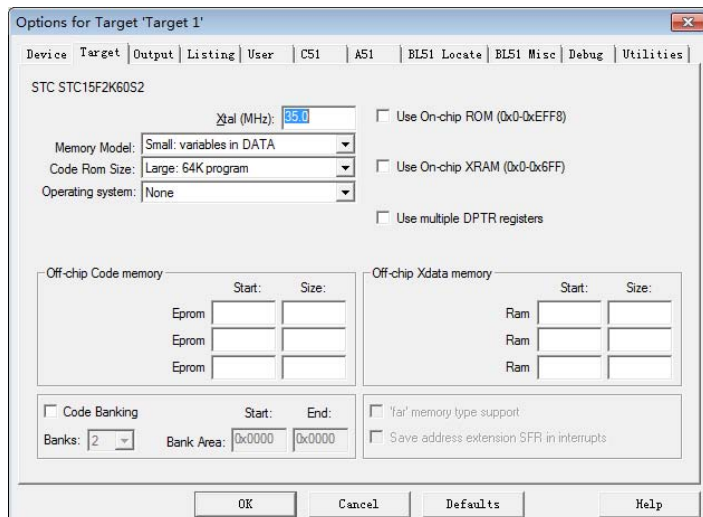 Options for Target 'Target 1'
Device Target Output Listing User C51 A51 BL51 Locate BL51 Misc Debug Utilities
STC STC15F2K60S2
Xtal (MHz): 35.0
Use On-chip ROM (0x0-0xEFF8)
Memory Model: Small: variables in DATA
Code Rom Size: Large: 64K program
Use On-chip XRAM (0x0-0x6FF)
Operating system: None
Use multiple DPTR registers
Off-chip Code memory
Start: Size:
Eprom
Eprom
Eprom
Off-chip Xdata memory
Start: Size:
Ram
Ram
Ram
Code Banking Start: End:
Banks: 2 Bank Area: 0x0000 0x0000
'far' memory type support
Save address extension SFR in interrupts
OK Cancel Defaults Help